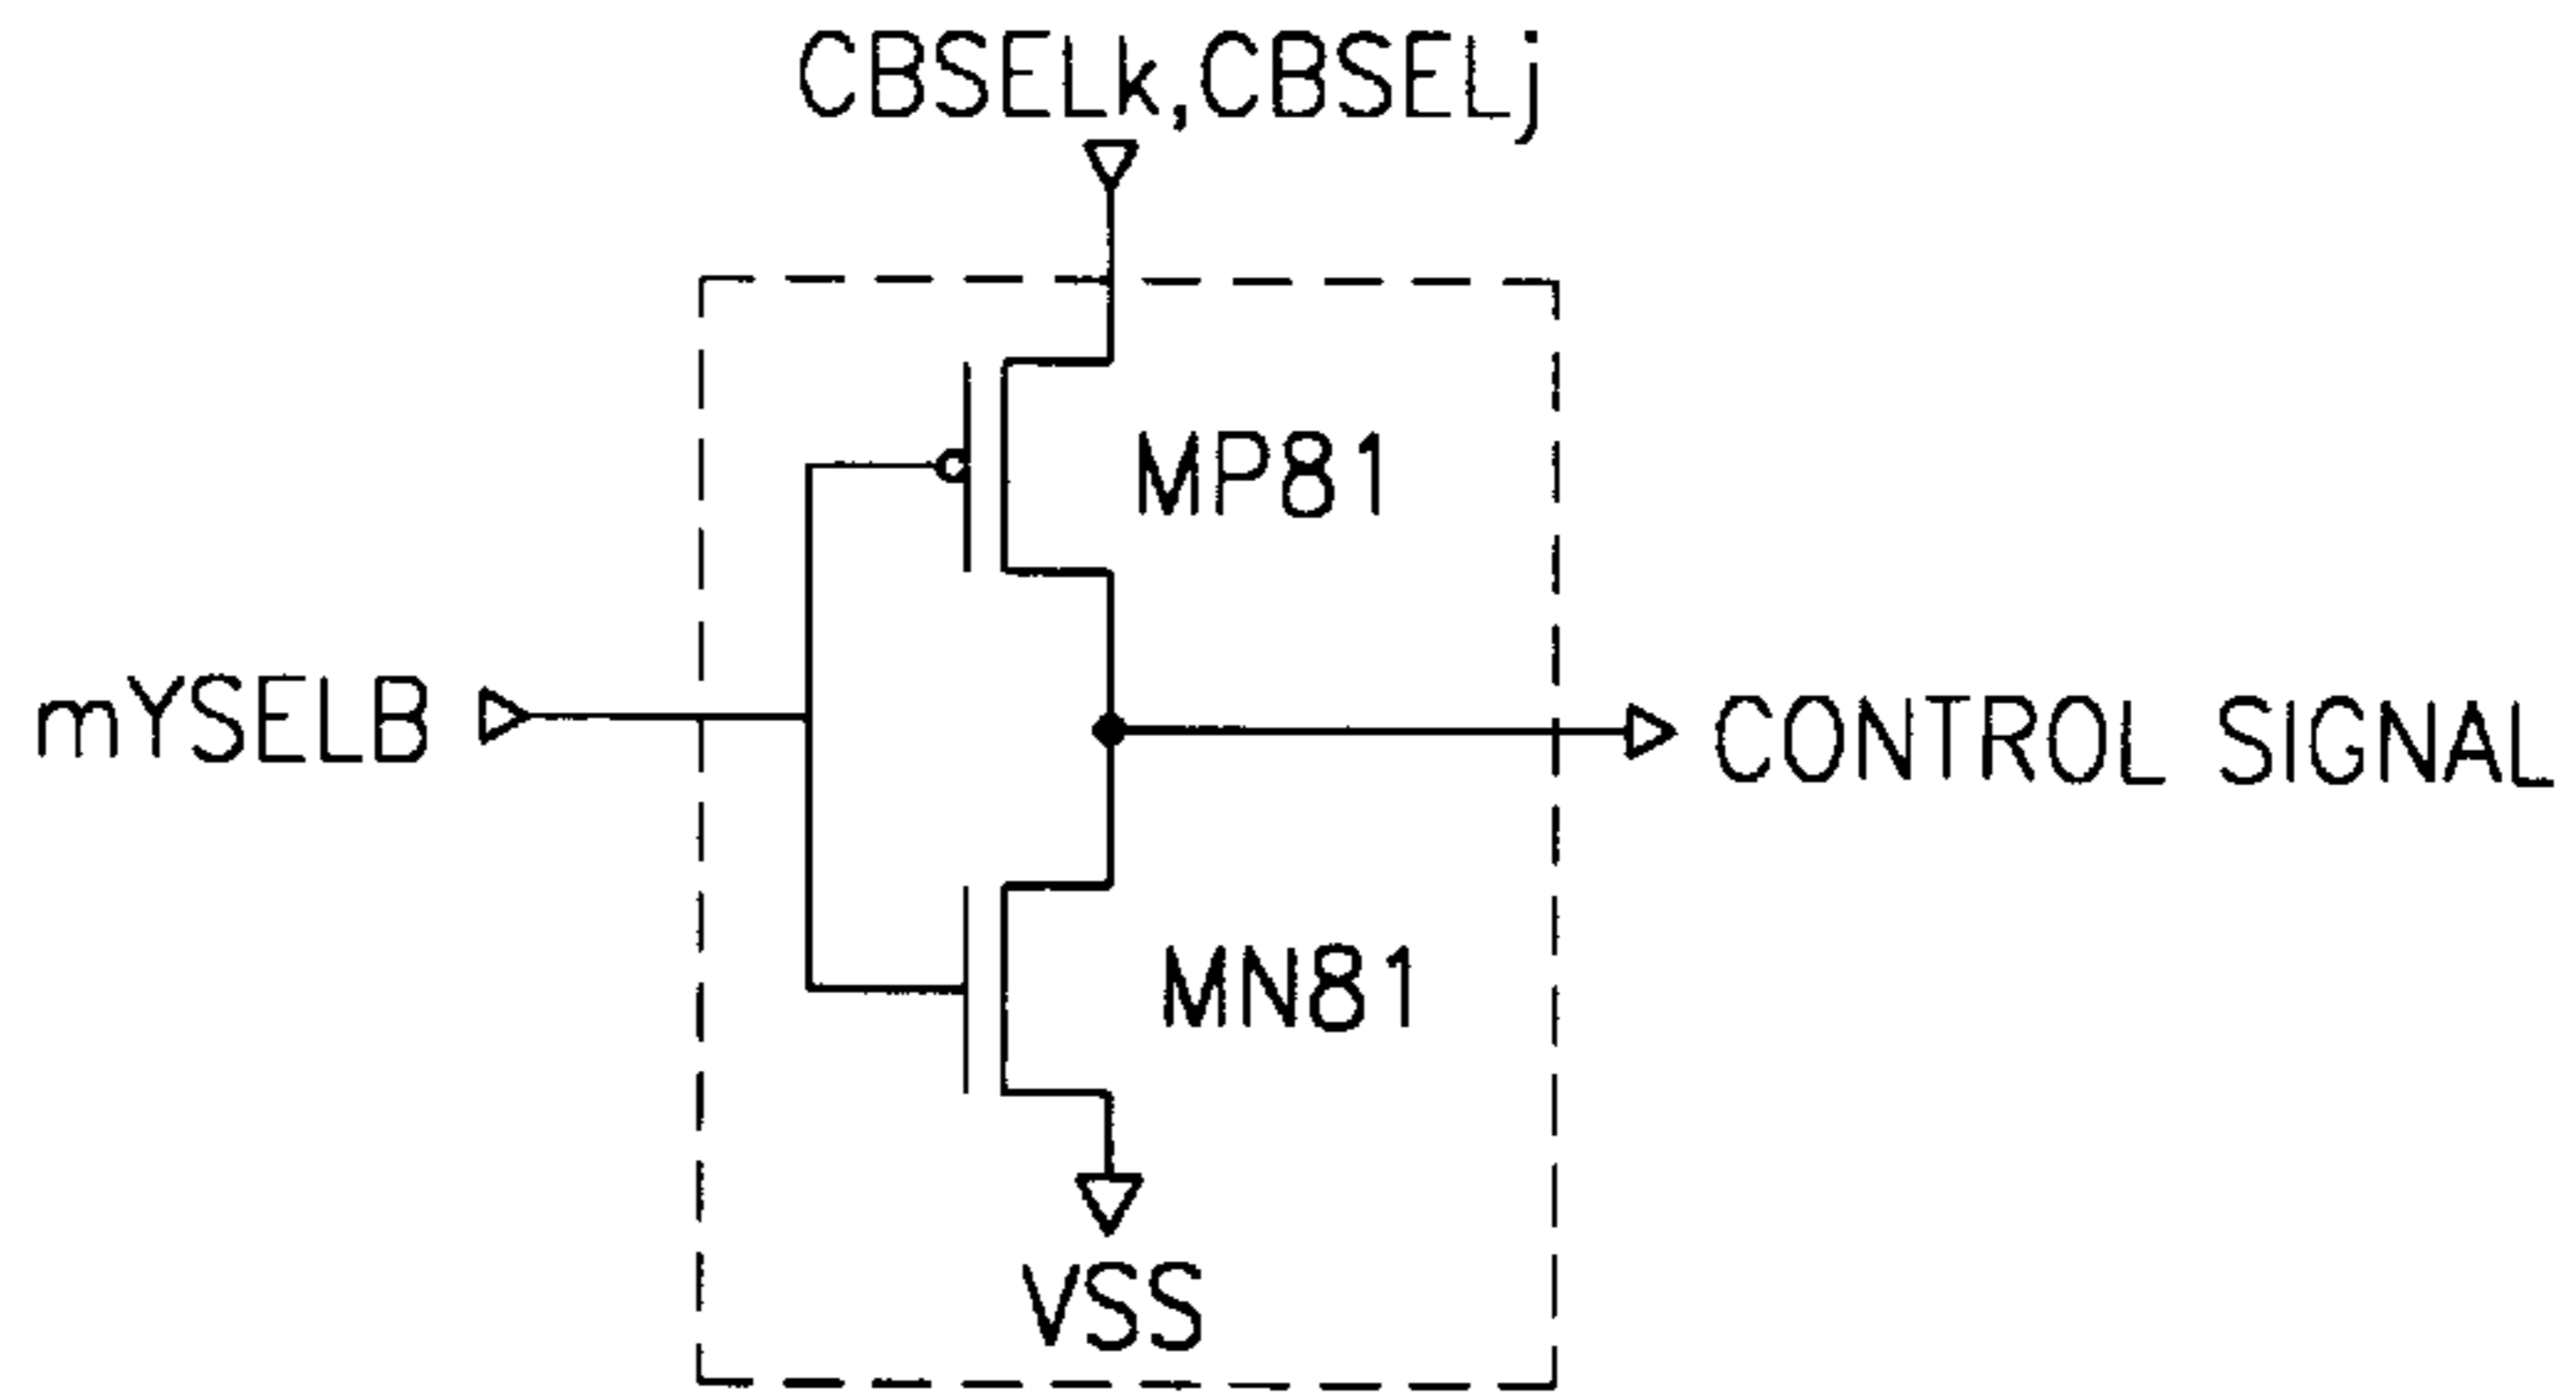 CBSELk,CBSELj
MP81
mYSELB
CONTROL SIGNAL
MN81
VSS